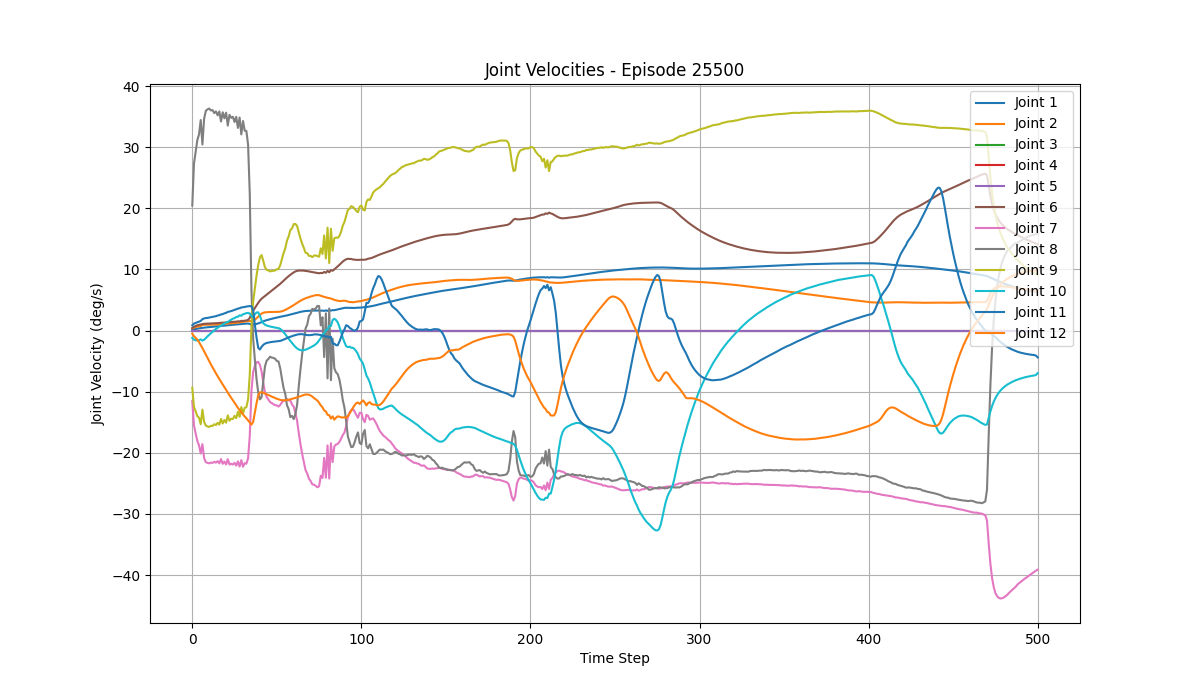 Joint Velocities - Episode 25500
Joint Velocity (deg/s)
40
30
20
10
0
−10
−20
−30
−40
0
100
200
300
400
500
Time Step
Joint 1
Joint 2
Joint 3
Joint 4
Joint 5
Joint 6
Joint 7
Joint 8
Joint 9
Joint 10
Joint 11
Joint 12